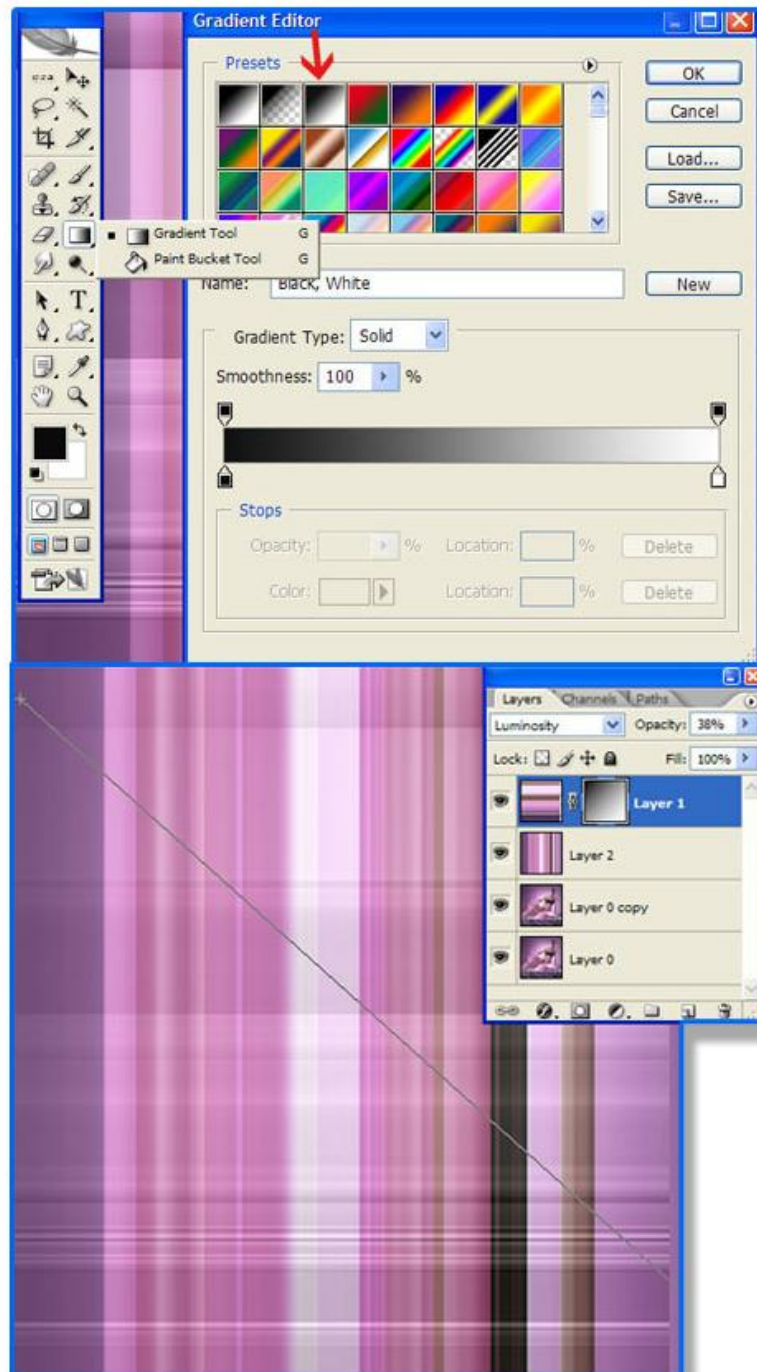 Gradient Editor
Presets
OK
Cancel
Load...
Save...
Gradient Tool G
Paint Bucket Tool G
Name: Black, White
New
Gradient Type: Solid
Smoothness: 100 %
Stops
Opacity: % Location: % Delete
Color: Location: % Delete
T
Layers Channels Paths
Luminosity Opacity: 38%
Lock: Fill: 100%
Layer 1
Layer 2
Layer 0 copy
Layer 0